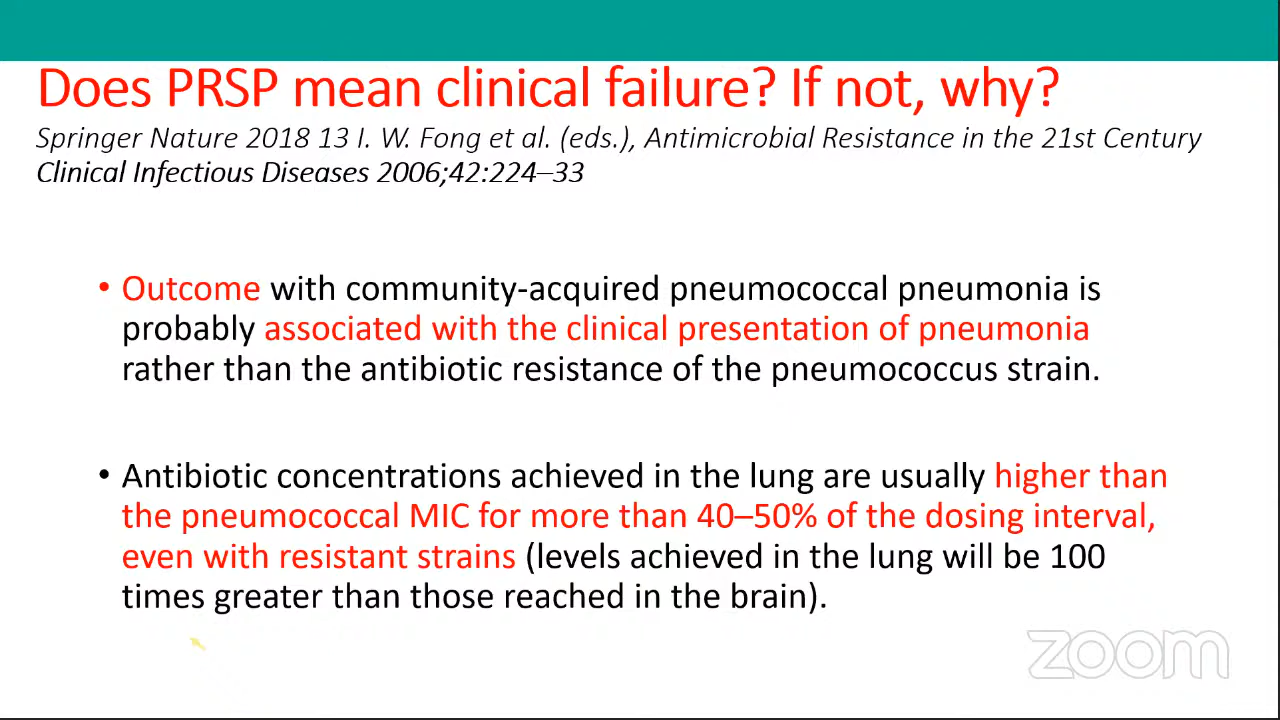 Does PRSP mean clinical failure? If not, why?
Springer Nature 2018 13 I. W. Fong et al. (eds.), Antimicrobial Resistance in the 21st Century
Clinical Infectious Diseases 2006;42:224–33
• Outcome with community-acquired pneumococcal pneumonia is
probably associated with the clinical presentation of pneumonia
rather than the antibiotic resistance of the pneumococcus strain.
• Antibiotic concentrations achieved in the lung are usually higher than
the pneumococcal MIC for more than 40–50% of the dosing interval,
even with resistant strains (levels achieved in the lung will be 100
times greater than those reached in the brain).
zoom